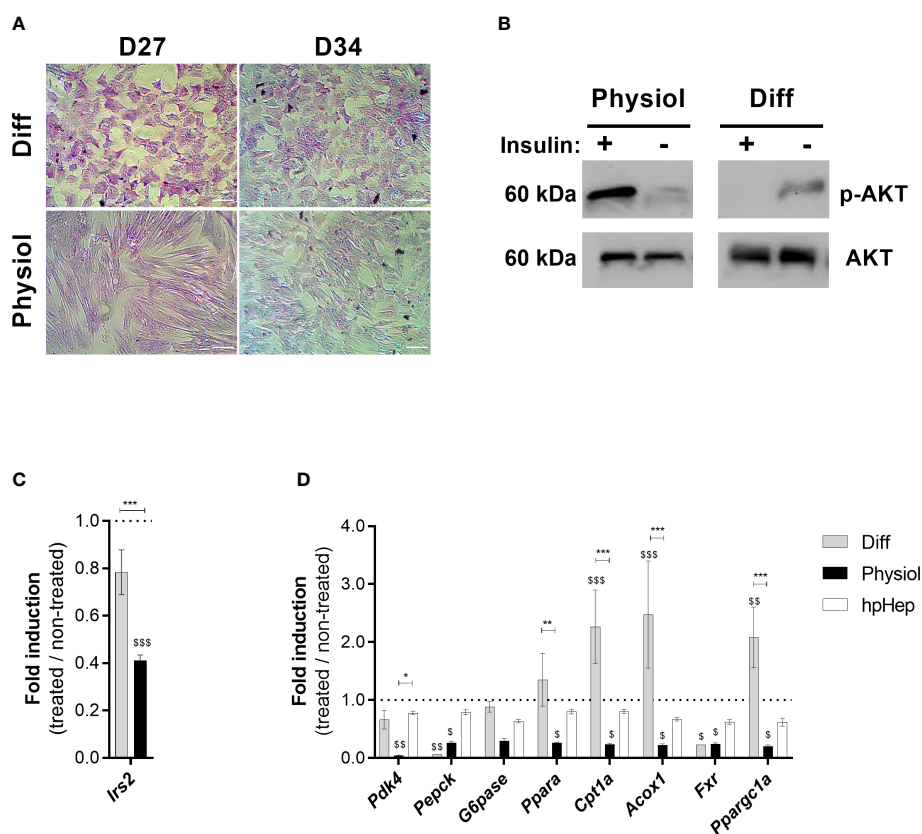 A
D27 D34
Diff
Physiol
B
Physiol Diff
Insulin: + - + -
60 kDa p-AKT
60 kDa AKT
C
Fold induction
(treated / non-treated)
1.0
0.8
0.6
0.4
0.2
0.0
***
$$$
Irs2
D
Fold induction
(treated / non-treated)
4.0
3.0
2.0
1.0
0.0
*
$$
$$
$
**
$
***
$$$
$
***
$$$
$
$ $
***
$$
$
Pdk4 Pepck G6pase Ppara Cpt1a Acox1 Fxr Ppargc1a
Diff
Physiol
hpHep